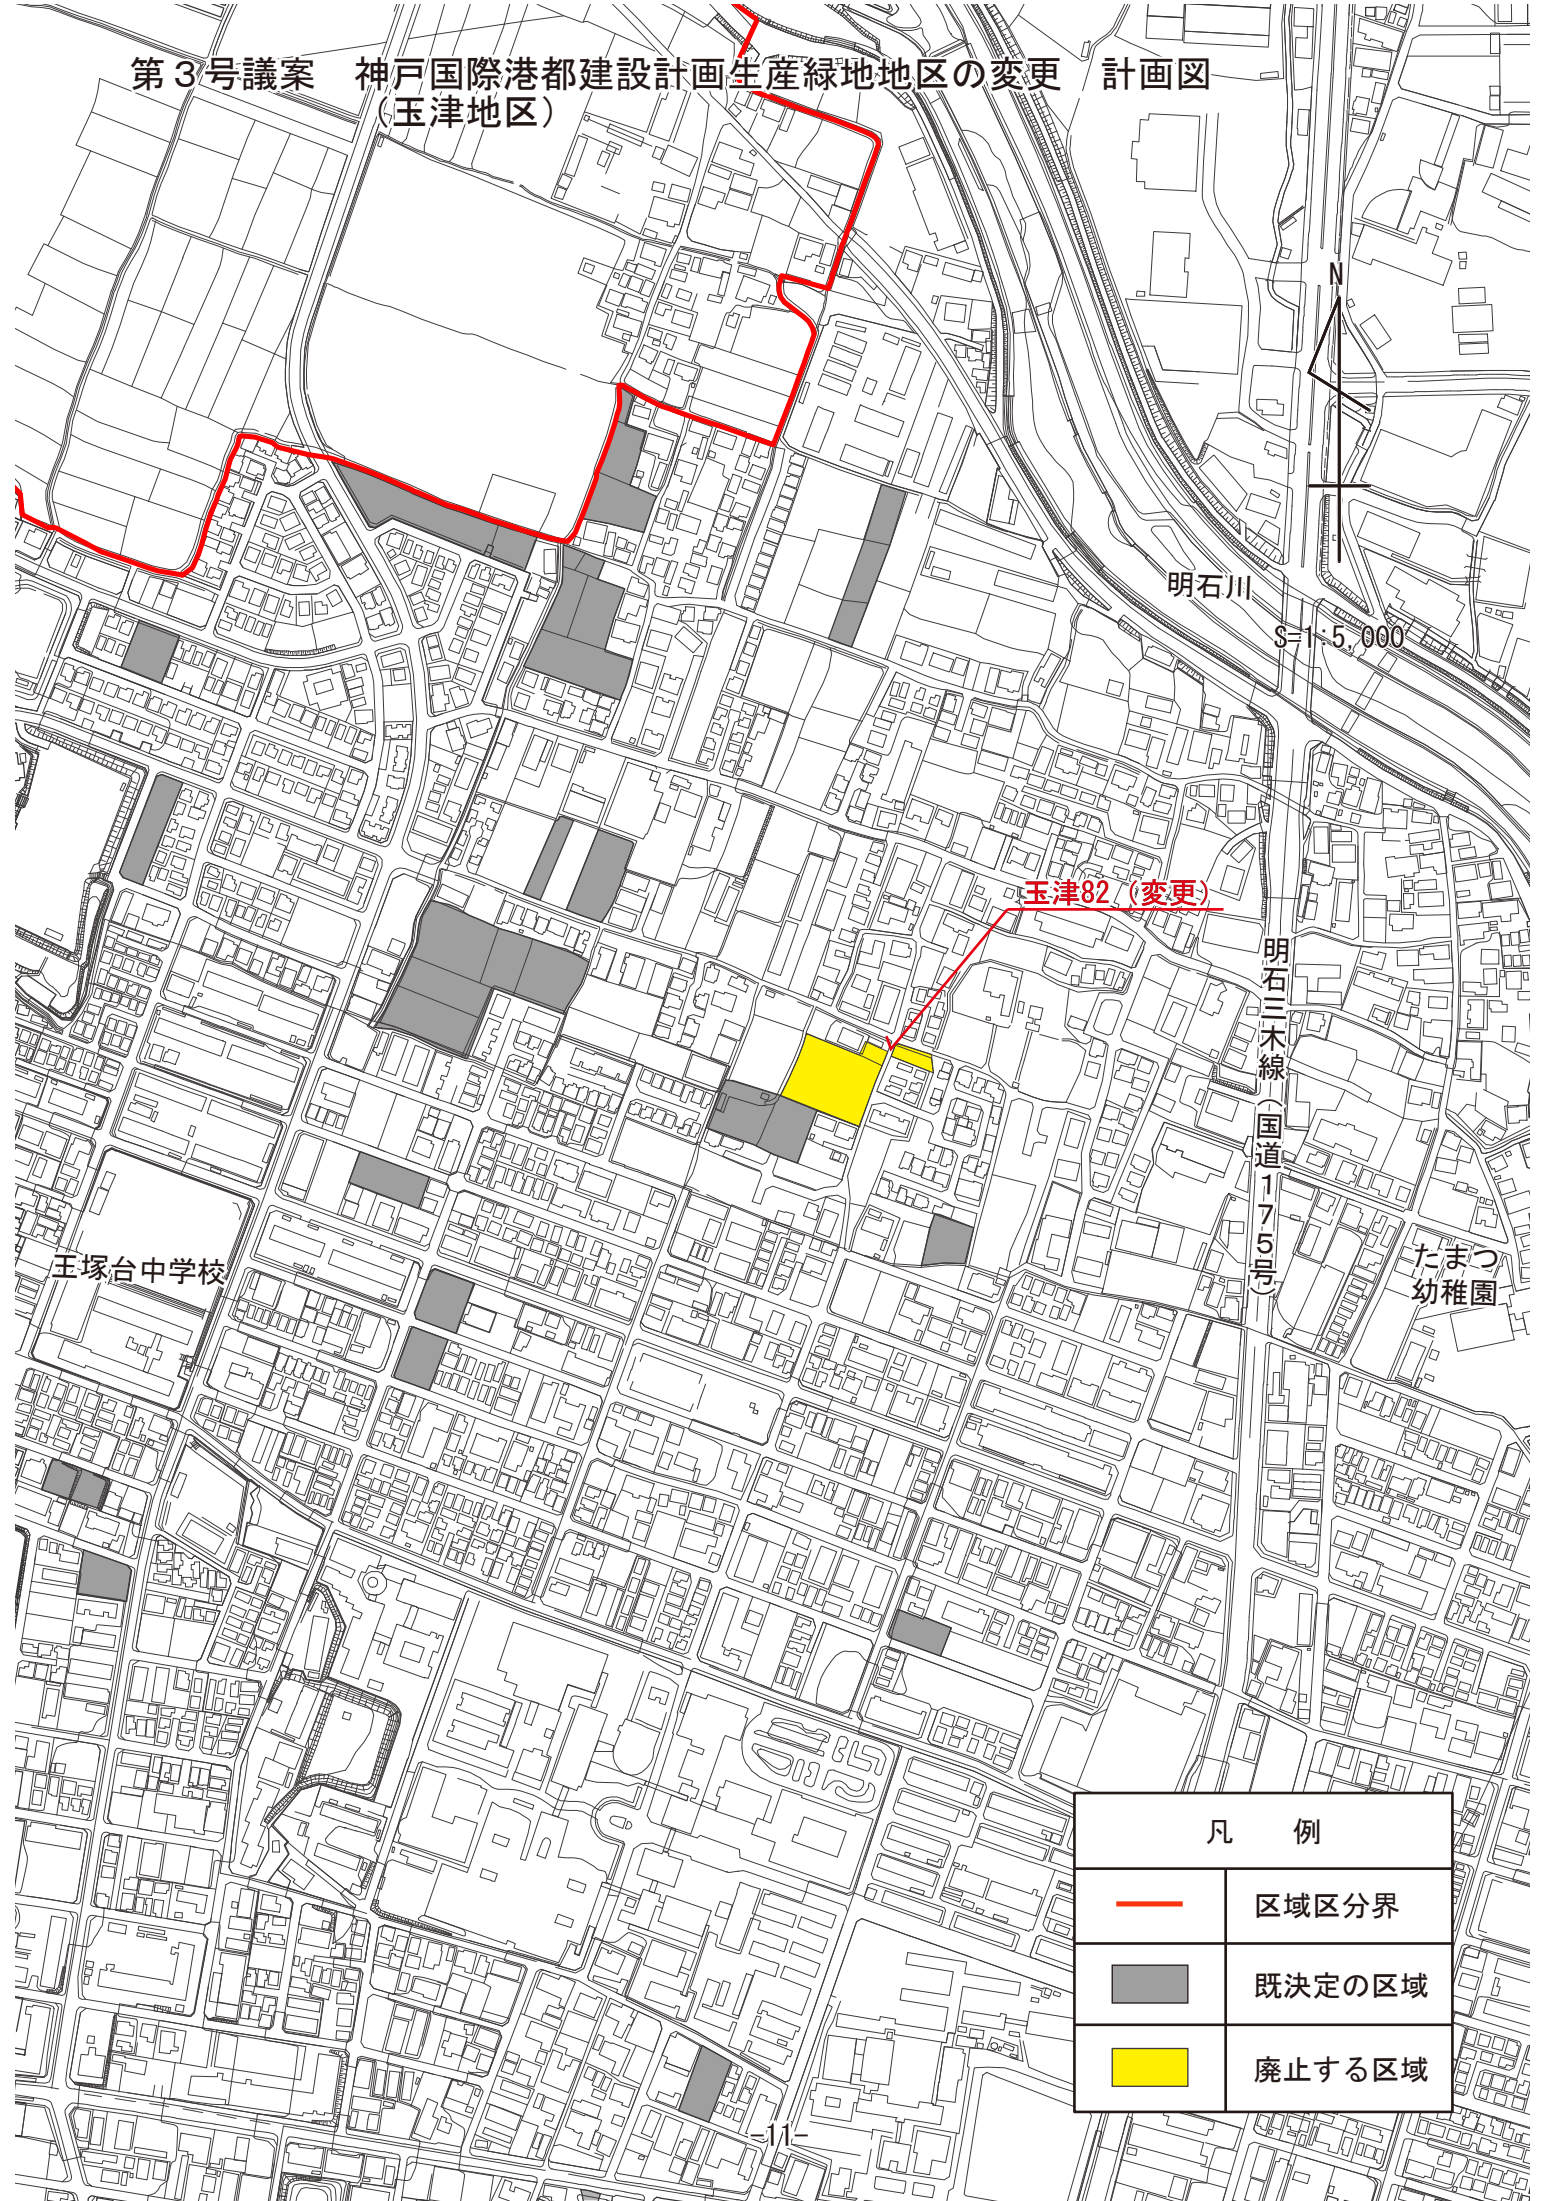 第３号議案　神戸国際港都建設計画生産緑地地区の変更　計画図
（玉津地区）
N
明石川
S=1:5,000
玉津82（変更）
明石三木線（国道１７５号）
王塚台中学校
たまつ
幼稚園
凡　例
区域区分界
既決定の区域
廃止する区域
-11-